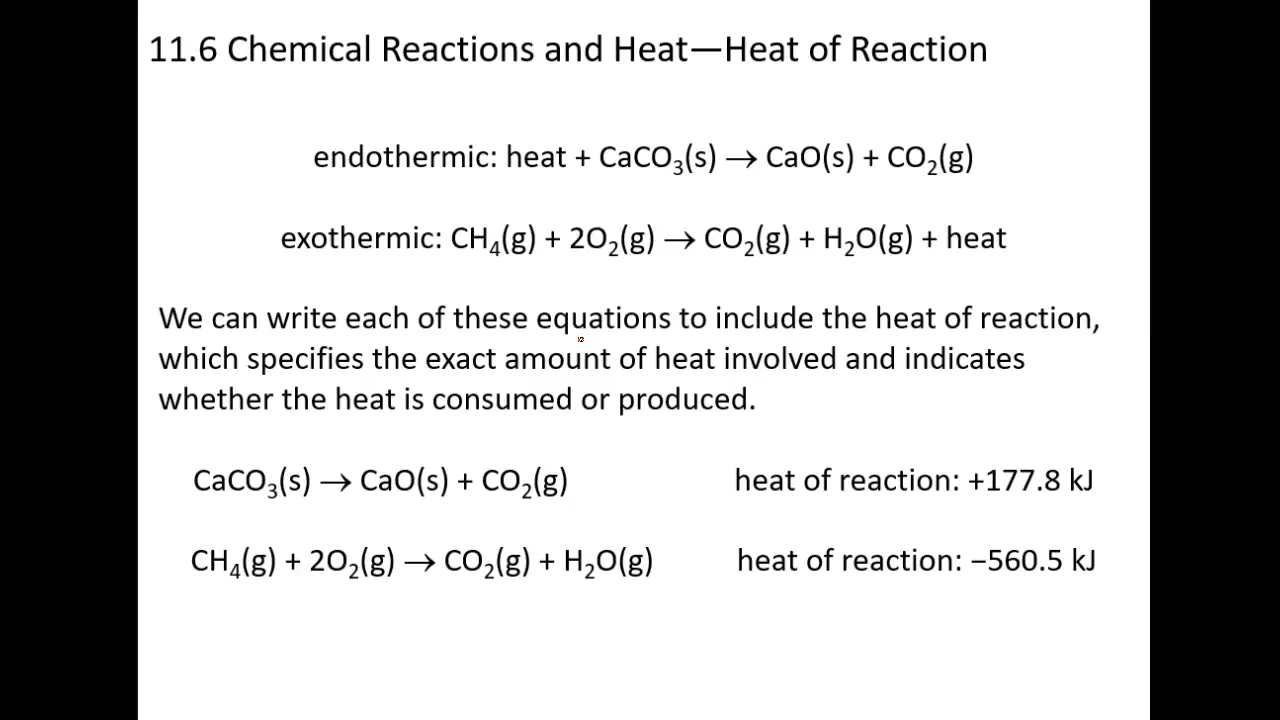 11.6 Chemical Reactions and Heat—Heat of Reaction
endothermic: heat + CaCO₃(s) → CaO(s) + CO₂(g)
exothermic: CH₄(g) + 2O₂(g) → CO₂(g) + H₂O(g) + heat
We can write each of these equations to include the heat of reaction,
which specifies the exact amount of heat involved and indicates
whether the heat is consumed or produced.
CaCO₃(s) → CaO(s) + CO₂(g) heat of reaction: +177.8 kJ
CH₄(g) + 2O₂(g) → CO₂(g) + H₂O(g) heat of reaction: −560.5 kJ